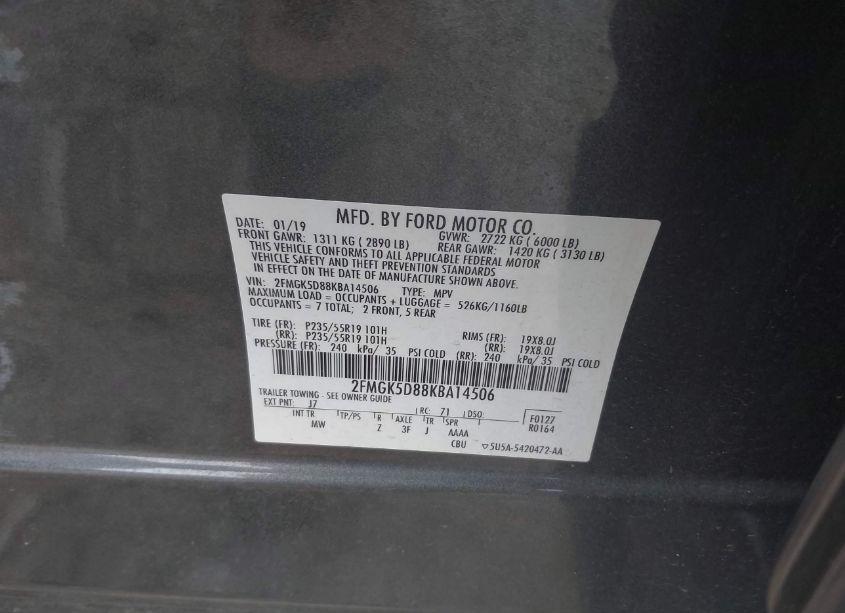 MFD. BY FORD MOTOR CO.
DATE: 01/19 GVWR: 2722 KG ( 6000 LB)
FRONT GAWR: 1311 KG ( 2890 LB) REAR GAWR: 1420 KG ( 3130 LB)
THIS VEHICLE CONFORMS TO ALL APPLICABLE FEDERAL MOTOR
VEHICLE SAFETY AND THEFT PREVENTION STANDARDS
IN EFFECT ON THE DATE OF MANUFACTURE SHOWN ABOVE.
VIN: 2FMGK5D88KBA14506 TYPE: MPV
MAXIMUM LOAD = OCCUPANTS + LUGGAGE = 526KG/1160LB
OCCUPANTS = 7 TOTAL; 2 FRONT, 5 REAR
TIRE (FR): P235/55R19 101H RIMS (FR): 19X8.0J
(RR): P235/55R19 101H (RR): 19X8.0J
PRESSURE (FR): 240 kPa/ 35 PSI COLD (RR): 240 kPa/ 35 PSI COLD
2FMGK5D88KBA14506
TRAILER TOWING - SEE OWNER GUIDE
EXT PNT: J7 RC: 71 DSO: F0127
INT TR TP/PS R AXLE TR SPR R0164
MW Z 3F J AAAA
CBU 5U5A-5420472-AA